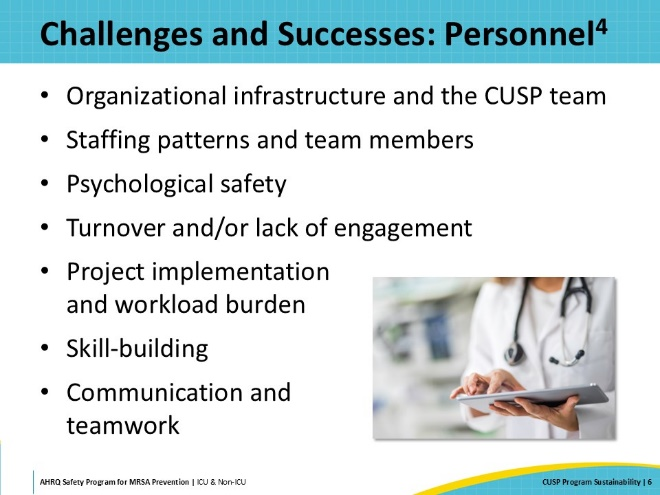 Challenges and Successes: Personnel4
• Organizational infrastructure and the CUSP team
• Staffing patterns and team members
• Psychological safety
• Turnover and/or lack of engagement
• Project implementation
and workload burden
• Skill-building
• Communication and
teamwork
AHRQ Safety Program for MRSA Prevention | ICU & Non-ICU
CUSP Program Sustainability | 6